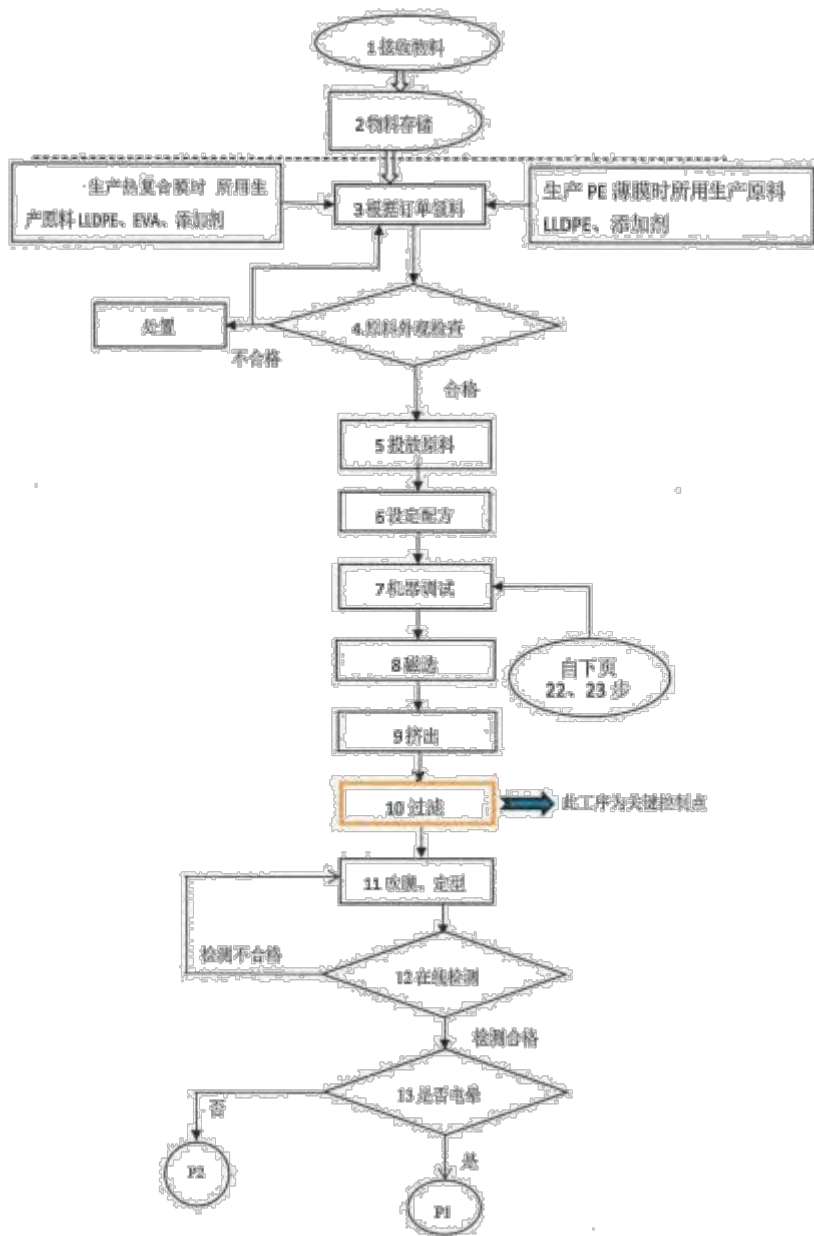 1 接收物料
2 物料存储
生产热复合膜时 所用生
产原料 LLDPE、EVA、添加剂
3 根据订单领料
生产 PE 薄膜时所用生产原料
LLDPE、添加剂
4.原料外观检查
处置
不合格
合格
5 投放原料
6 设定配方
7 机器调试
8 磁选
自下页
22、23 步
9 挤出
10 过滤
此工序为关键控制点
11 吹膜、定型
检测不合格
12 在线检测
检测合格
13 是否电晕
否
是
P2
P1